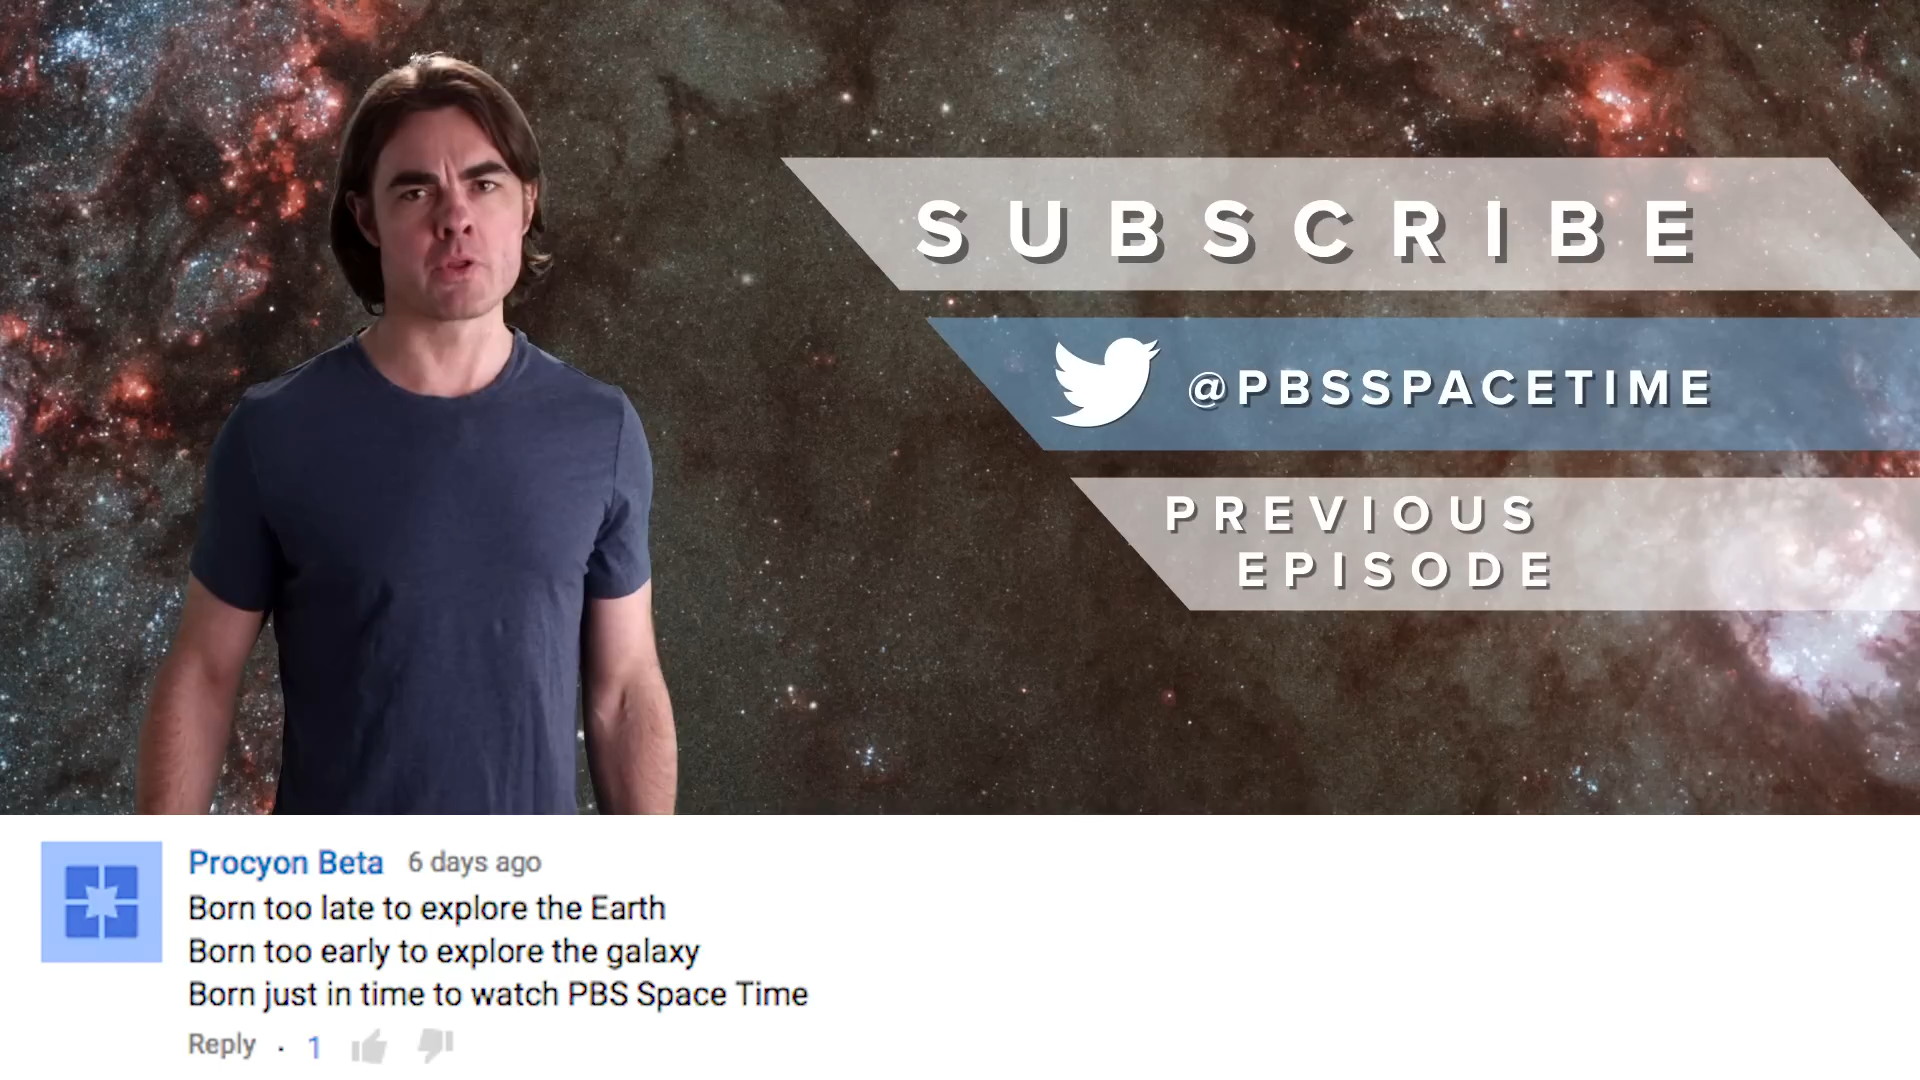 SUBSCRIBE
@PBSSPACETIME
PREVIOUS
EPISODE
Procyon Beta 6 days ago
Born too late to explore the Earth
Born too early to explore the galaxy
Born just in time to watch PBS Space Time
Reply · 1